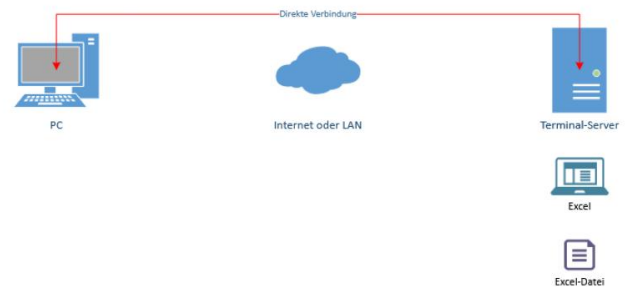 Direkte Verbindung
PC
Internet oder LAN
Terminal-Server
Excel
Excel-Datei